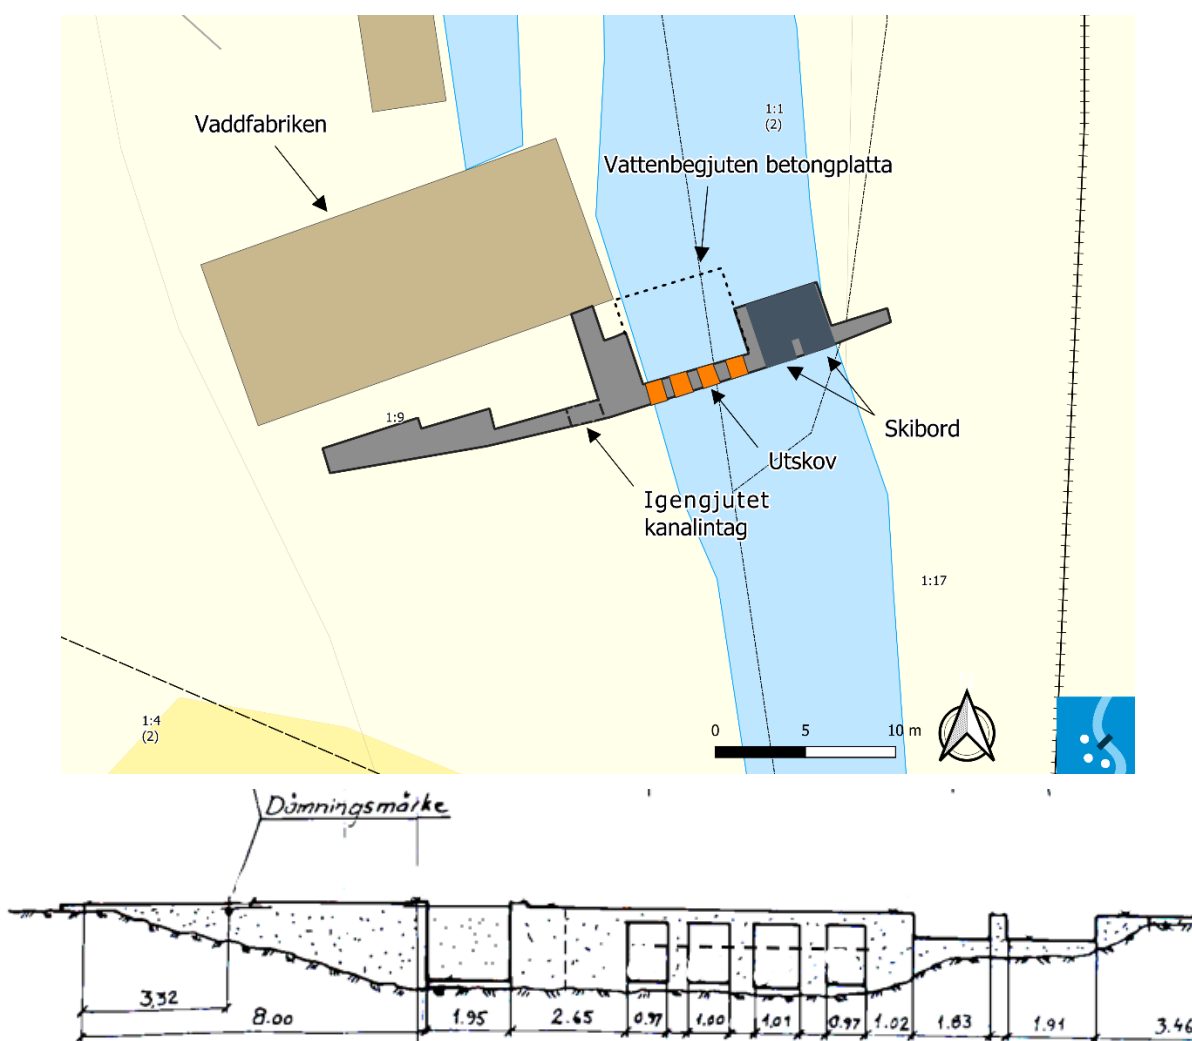 1:1
(2)
Vaddfabriken
Vattenbegjuten betongplatta
1:9
Skibord
Utskov
Igengjutet
kanalintag
1:17
1:4
(2)
0 5 10 m
Dämningsmärke
3,32
8.00 1.95 2.65 0.97 1.00 1.01 0.97 1.02 1.83 1.91 3.46